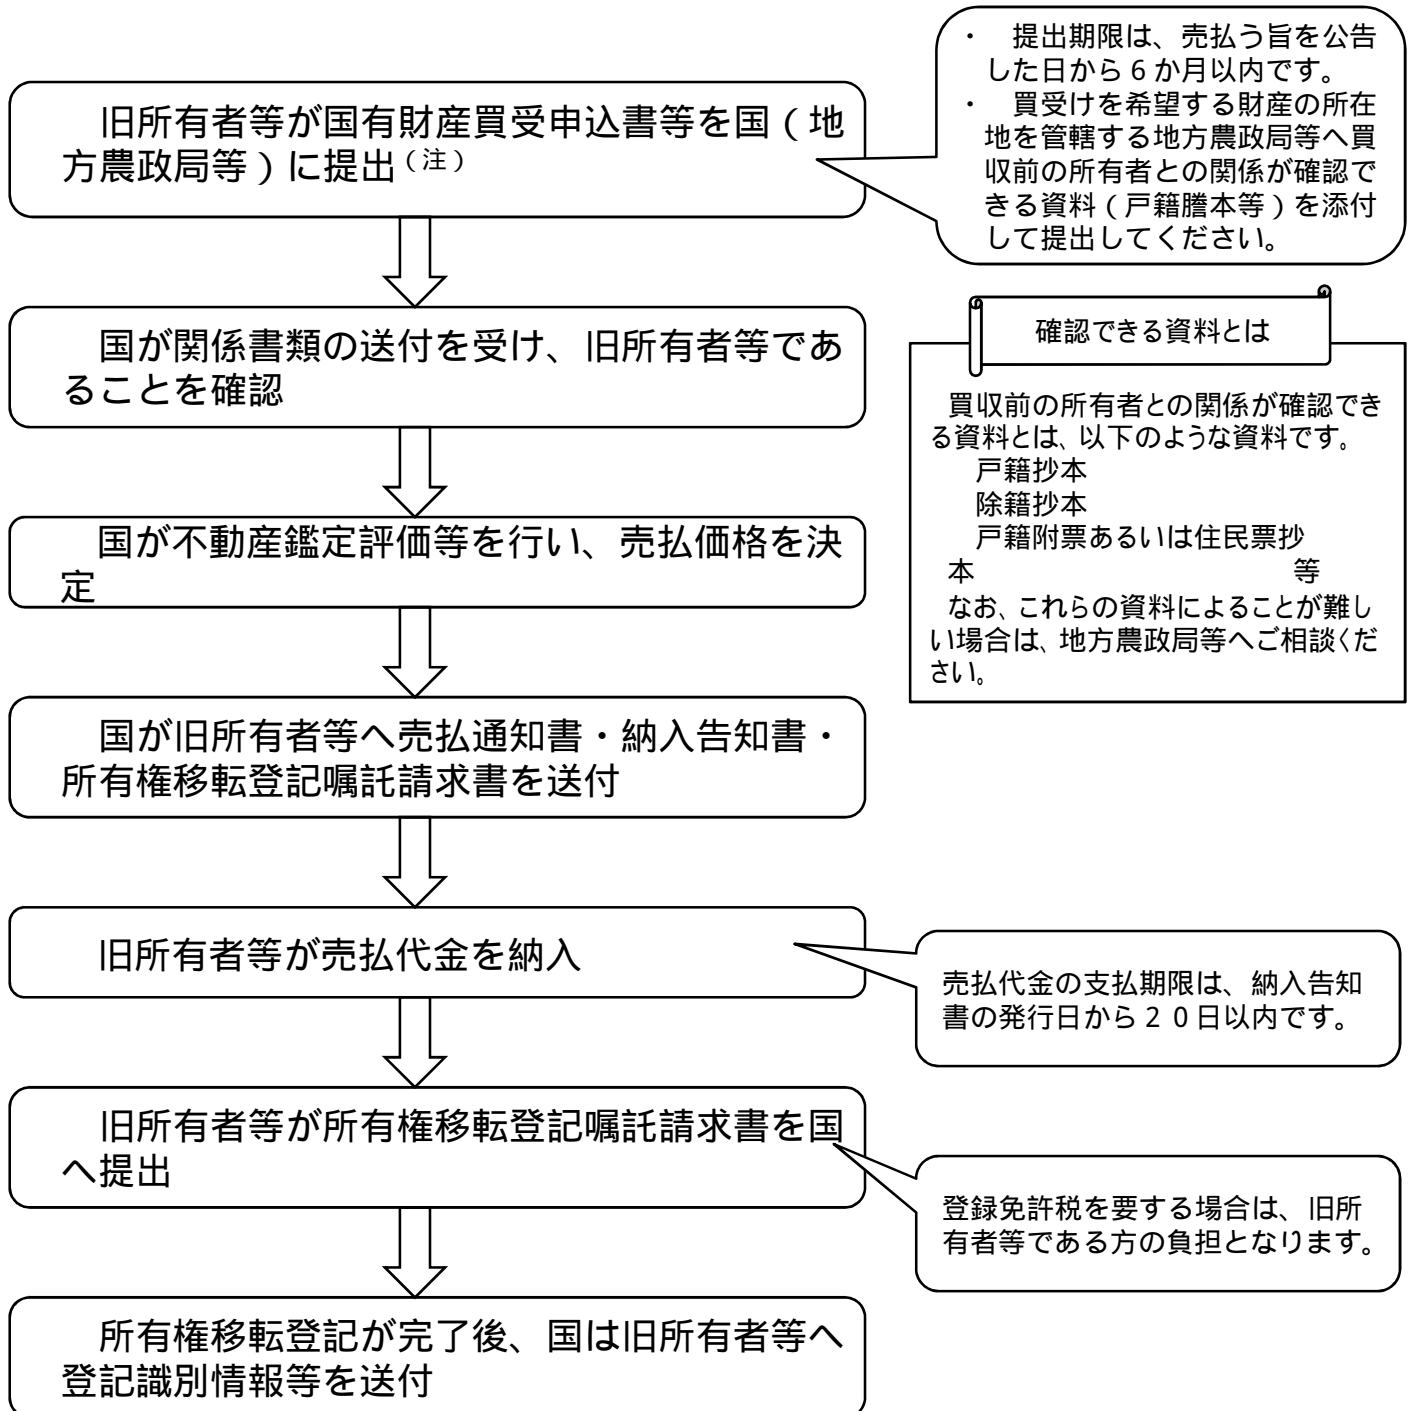 旧所有者等が国有財産買受申込書等を国（地
方農政局等）に提出（注）
・　提出期限は、売払う旨を公告
した日から６か月以内です。
・　買受けを希望する財産の所在
地を管轄する地方農政局等へ買
収前の所有者との関係が確認で
きる資料（戸籍謄本等）を添付
して提出してください。
国が関係書類の送付を受け、旧所有者等であ
ることを確認
確認できる資料とは
買収前の所有者との関係が確認でき
る資料とは、以下のような資料です。
戸籍抄本
除籍抄本
戸籍附票あるいは住民票抄
本　　　　　　　　　　　等
なお、これらの資料によることが難し
い場合は、地方農政局等へご相談くだ
さい。
国が不動産鑑定評価等を行い、売払価格を決
定
国が旧所有者等へ売払通知書・納入告知書・
所有権移転登記嘱託請求書を送付
旧所有者等が売払代金を納入
売払代金の支払期限は、納入告知
書の発行日から２０日以内です。
旧所有者等が所有権移転登記嘱託請求書を国
へ提出
登録免許税を要する場合は、旧所
有者等である方の負担となります。
所有権移転登記が完了後、国は旧所有者等へ
登記識別情報等を送付